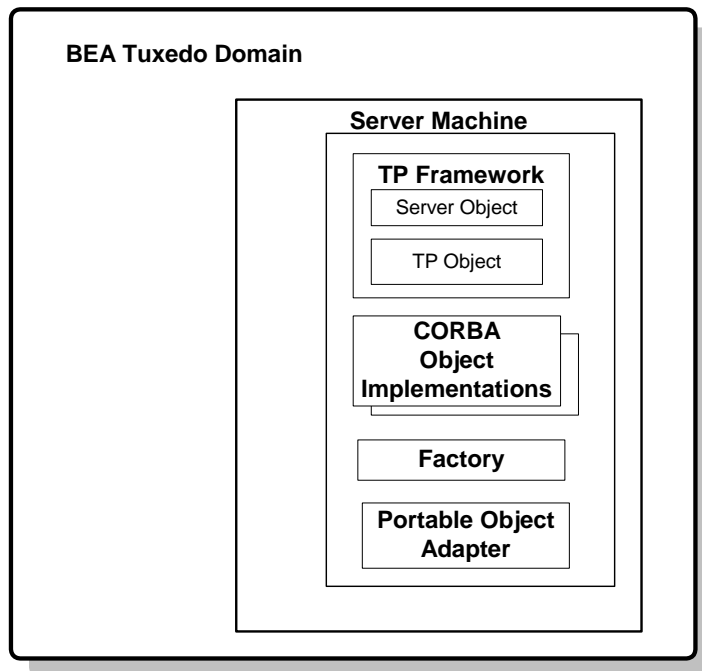 BEA Tuxedo Domain
Server Machine
TP Framework
Server Object
TP Object
CORBA
Object
Implementations
Factory
Portable Object
Adapter